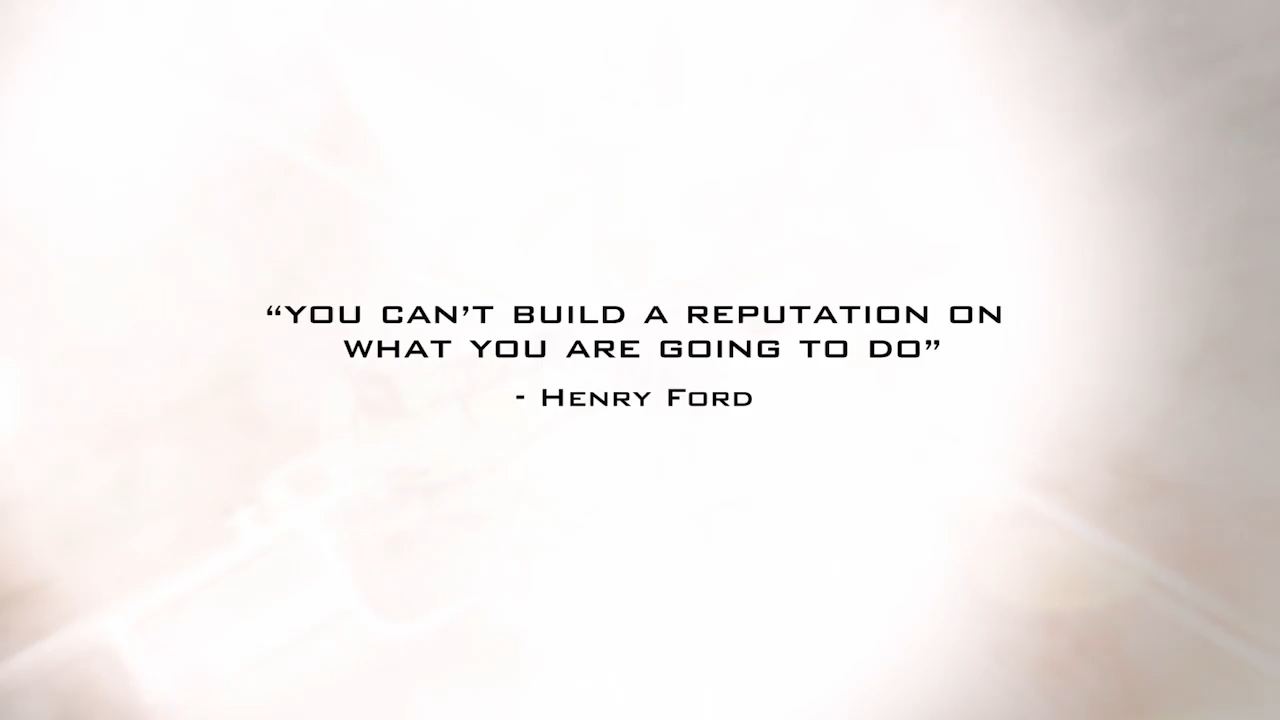 “YOU CAN’T BUILD A REPUTATION ON
WHAT YOU ARE GOING TO DO”
- Henry Ford